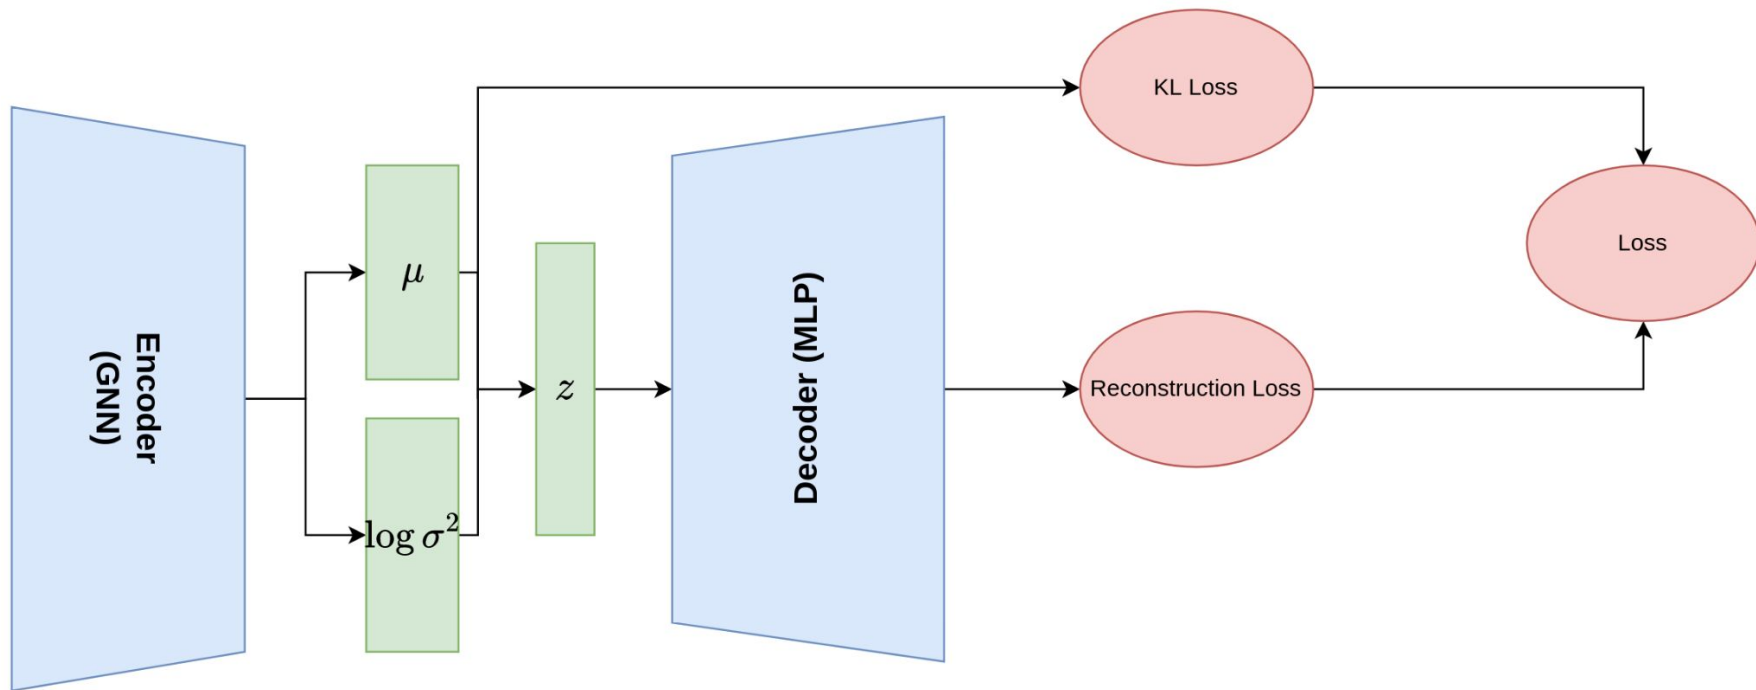 Encoder
(GNN)
μ
log σ²
z
Decoder (MLP)
KL Loss
Reconstruction Loss
Loss